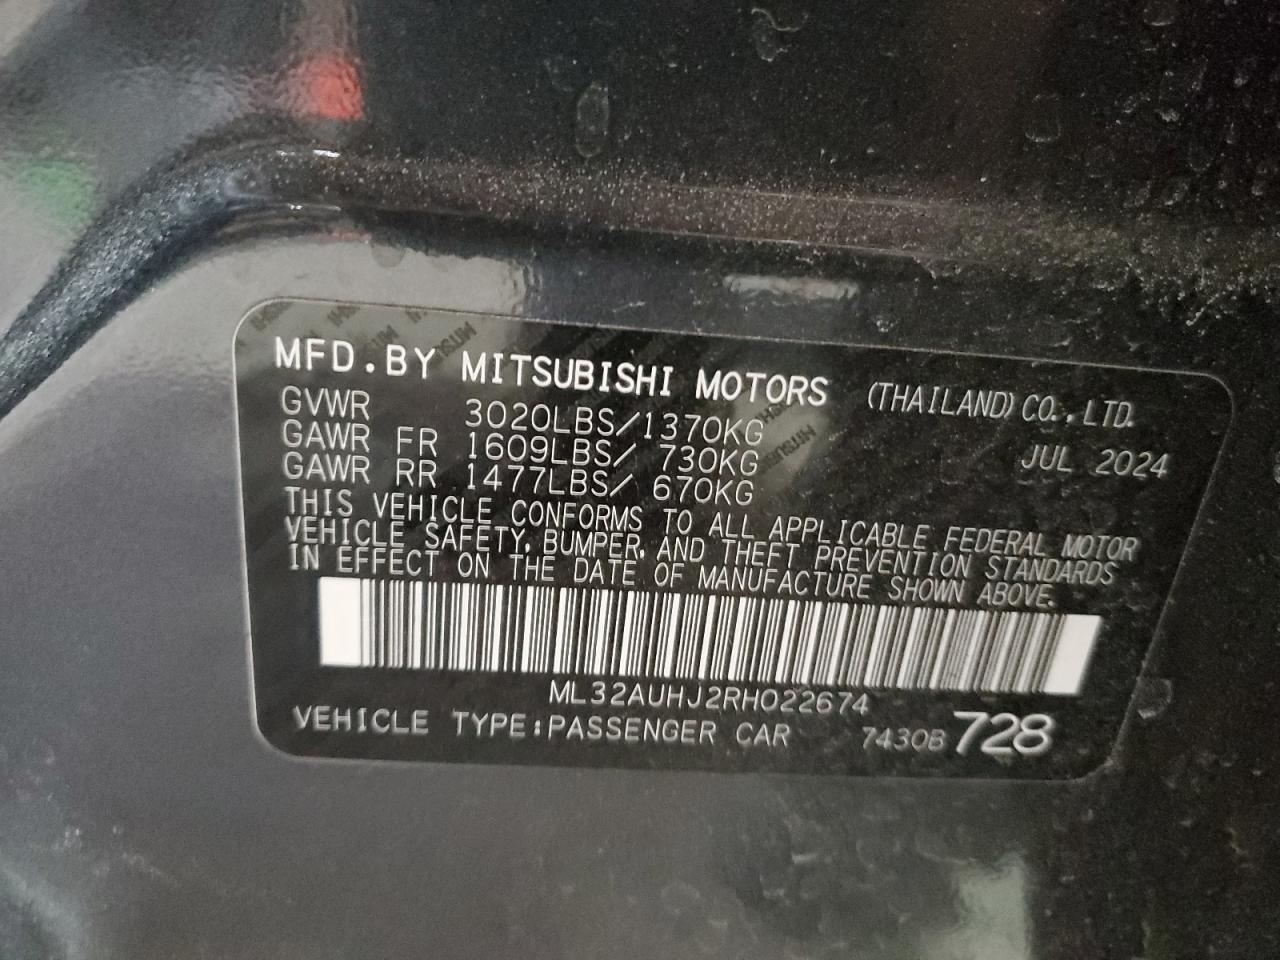 MFD.BY MITSUBISHI MOTORS (THAILAND) CO.,LTD.
GVWR 3020LBS/1370KG JUL 2024
GAWR FR 1609LBS/ 730KG
GAWR RR 1477LBS/ 670KG
THIS VEHICLE CONFORMS TO ALL APPLICABLE FEDERAL MOTOR
VEHICLE SAFETY, BUMPER, AND THEFT PREVENTION STANDARDS
IN EFFECT ON THE DATE OF MANUFACTURE SHOWN ABOVE.
ML32AUHJ2RH022674
VEHICLE TYPE:PASSENGER CAR 7430B 728